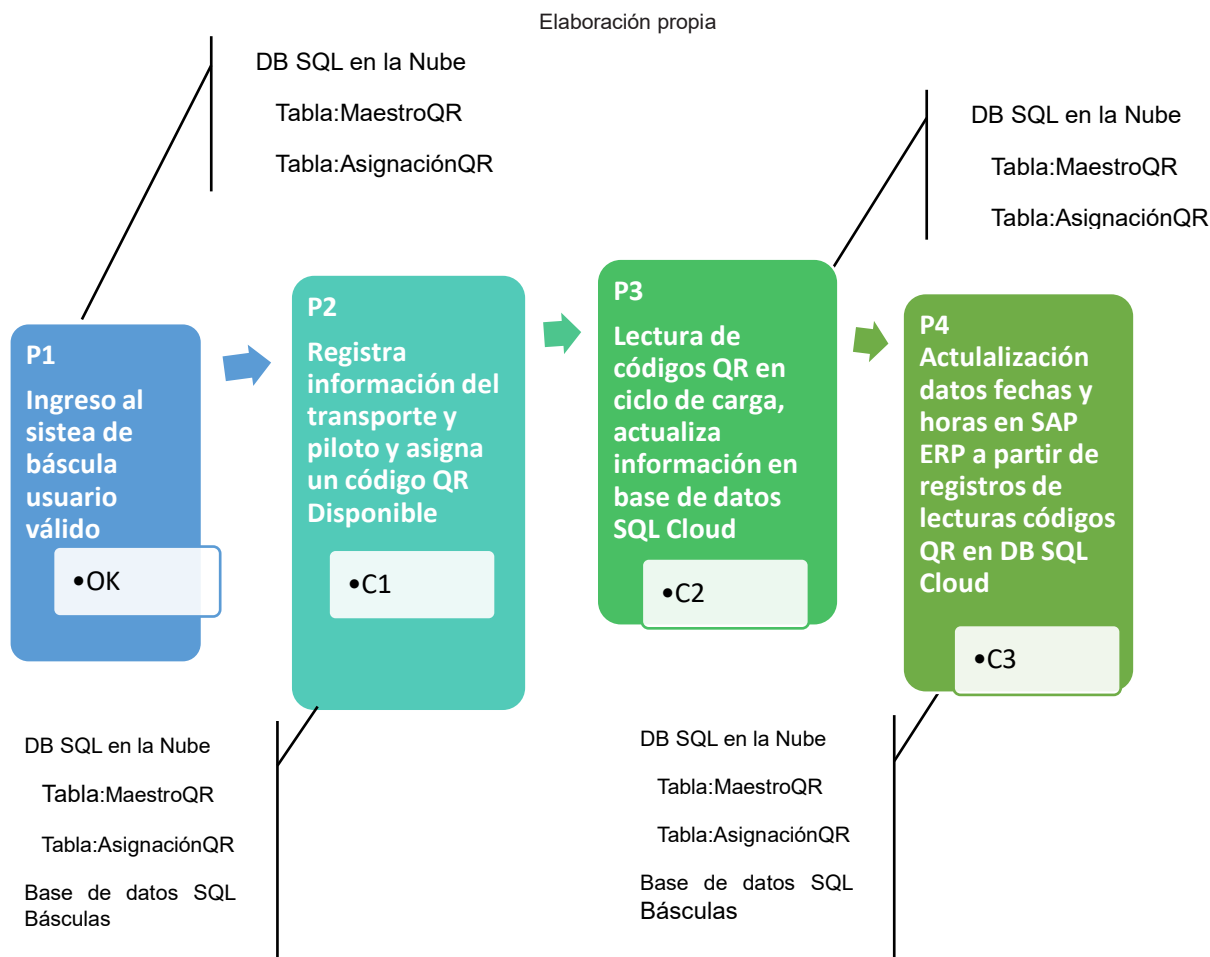 Elaboración propia
DB SQL en la Nube
Tabla:MaestroQR
Tabla:AsignaciónQR
DB SQL en la Nube
Tabla:MaestroQR
Tabla:AsignaciónQR
P1
Ingreso al
sistea de
báscula
usuario
válido
•OK
P2
Registra
información del
transporte y
piloto y asigna
un código QR
Disponible
•C1
P3
Lectura de
códigos QR en
ciclo de carga,
actualiza
información en
base de datos
SQL Cloud
•C2
P4
Actulalización
datos fechas y
horas en SAP
ERP a partir de
registros de
lecturas códigos
QR en DB SQL
Cloud
•C3
DB SQL en la Nube
Tabla:MaestroQR
Tabla:AsignaciónQR
Base de datos SQL
Básculas
DB SQL en la Nube
Tabla:MaestroQR
Tabla:AsignaciónQR
Base de datos SQL
Básculas